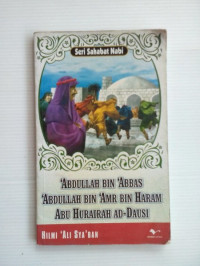 Seri Sahabat Nabi
'ABDULLAH BIN 'ABBAS
'ABDULLAH BIN 'AMR BIN HARAM
ABU HURAIRAH AD-DAUSI
HILMI 'ALI SYA'BAN